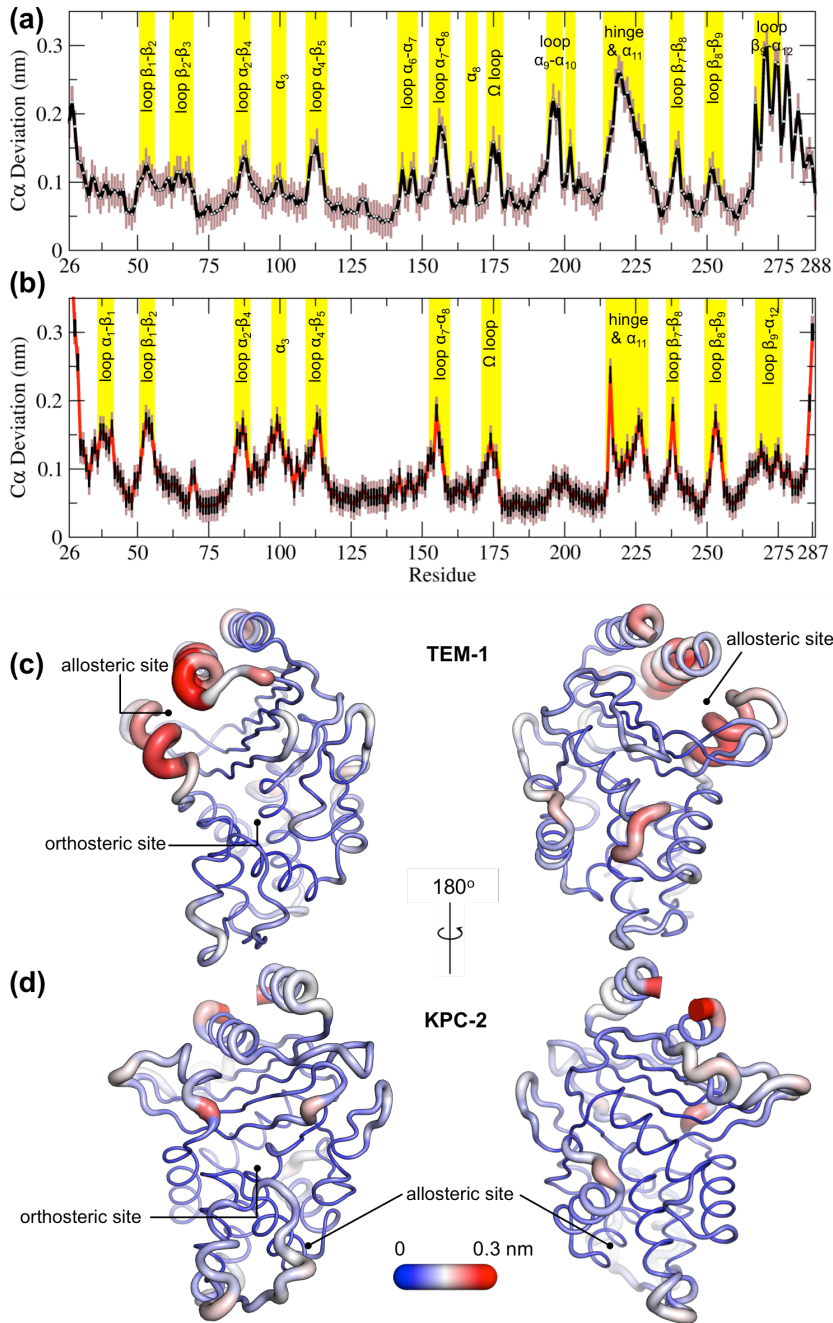 (a)
Cα Deviation (nm)
0.3
0.2
0.1
0
loop β₁-β₂
loop β₂-β₃
loop α₂-β₄
α₃
loop α₄-β₅
loop α₆-α₇
loop α₇-α₈
α₈
Ω loop
loop
α₉-α₁₀
hinge
& α₁₁
loop β₇-β₈
loop β₈-β₉
loop
β₉-α₁₂
26 50 75 100 125 150 175 200 225 250 275 288
(b)
Cα Deviation (nm)
0.3
0.2
0.1
0
loop α₁-β₁
loop β₁-β₂
loop α₂-β₄
α₃
loop α₄-β₅
loop α₇-α₈
Ω loop
hinge
& α₁₁
loop β₇-β₈
loop β₈-β₉
loop β₉-α₁₂
26 50 75 100 125 150 175 200 225 250 275 287
Residue
(c)
TEM-1
allosteric site
allosteric site
orthosteric site
180º
(d)
KPC-2
orthosteric site
allosteric site
0 0.3 nm